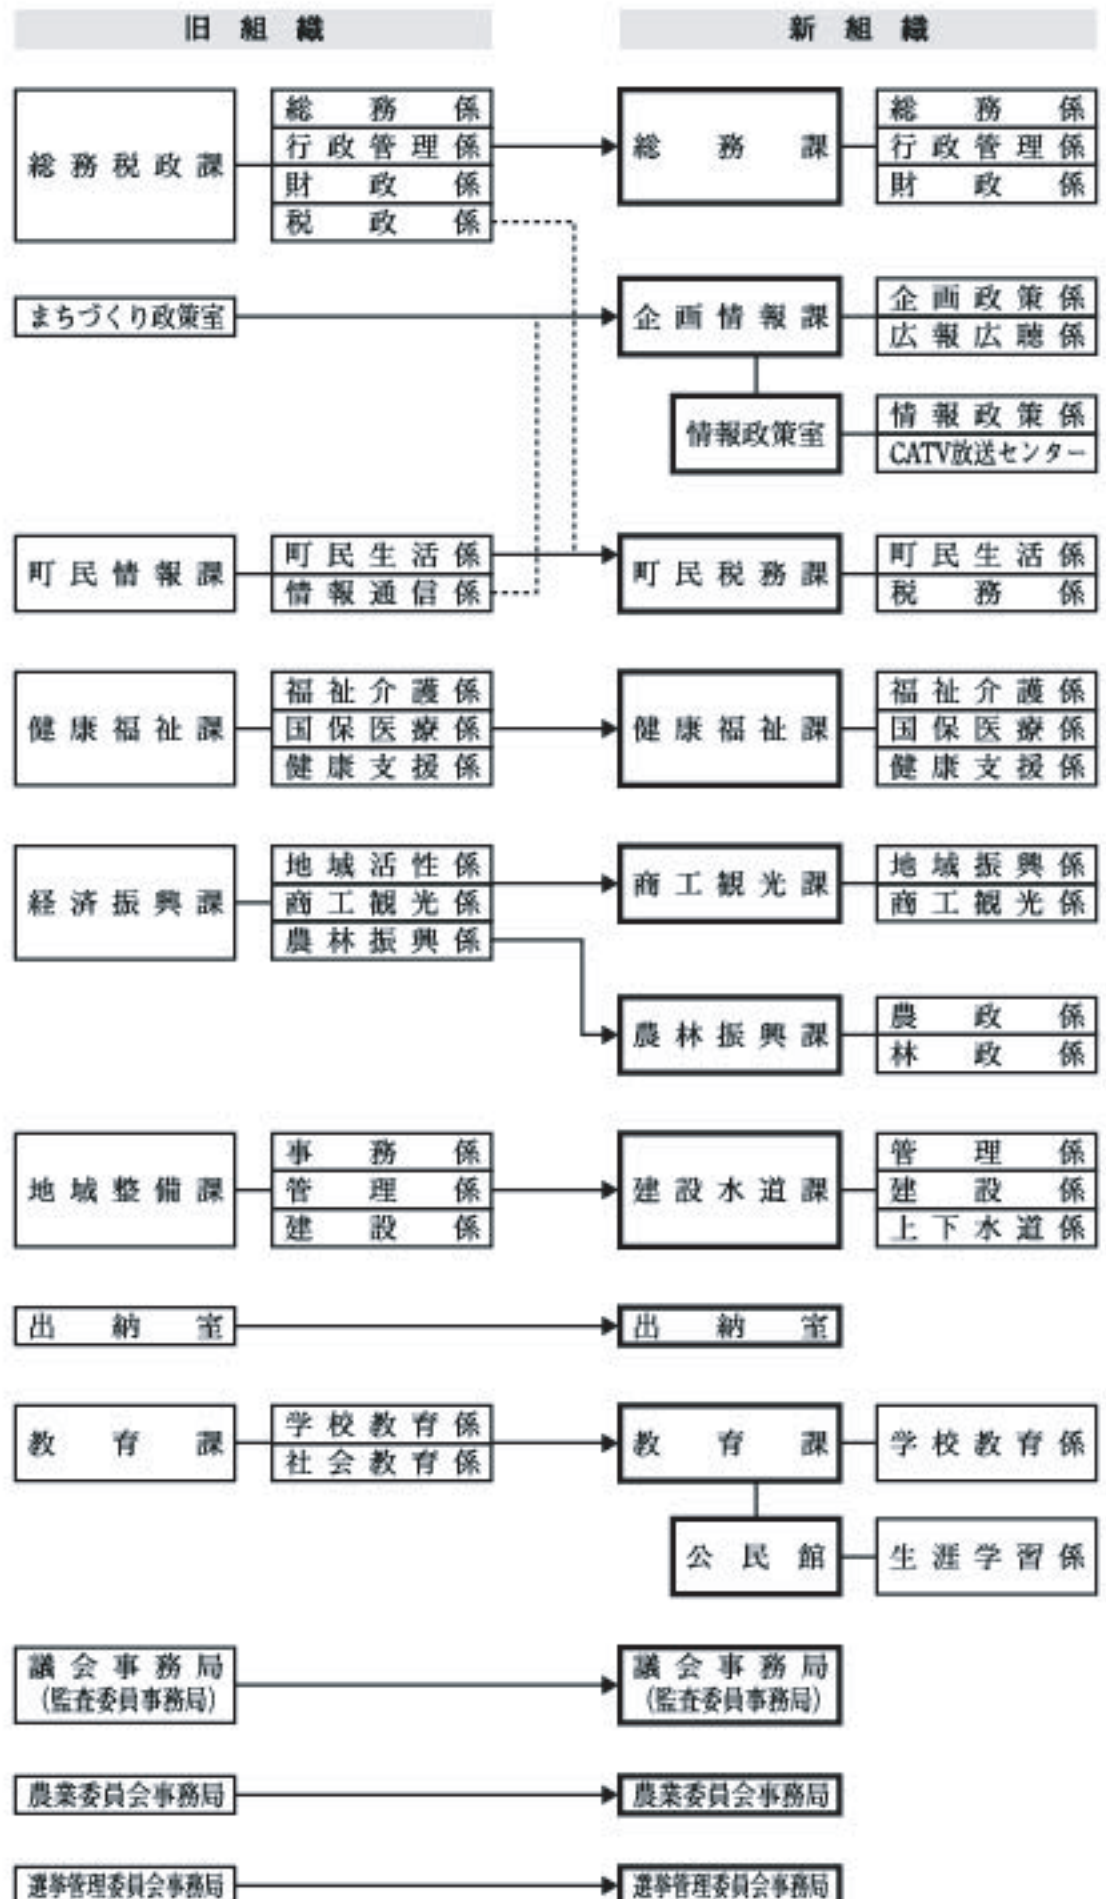 旧組織
新組織
総務税政課
総務係
行政管理係
財政係
税政係
総務課
総務係
行政管理係
財政係
まちづくり政策室
企画情報課
企画政策係
広報広聴係
情報政策室
情報政策係
CATV放送センター
町民情報課
町民生活係
情報通信係
町民税務課
町民生活係
税務係
健康福祉課
福祉介護係
国保医療係
健康支援係
健康福祉課
福祉介護係
国保医療係
健康支援係
経済振興課
地域活性係
商工観光係
農林振興係
商工観光課
地域振興係
商工観光係
農林振興課
農政係
林政係
地域整備課
事務係
管理係
建設係
建設水道課
管理係
建設係
上下水道係
出納室
出納室
教育課
学校教育係
社会教育係
教育課
学校教育係
公民館
生涯学習係
議会事務局
(監査委員事務局)
議会事務局
(監査委員事務局)
農業委員会事務局
農業委員会事務局
選挙管理委員会事務局
選挙管理委員会事務局